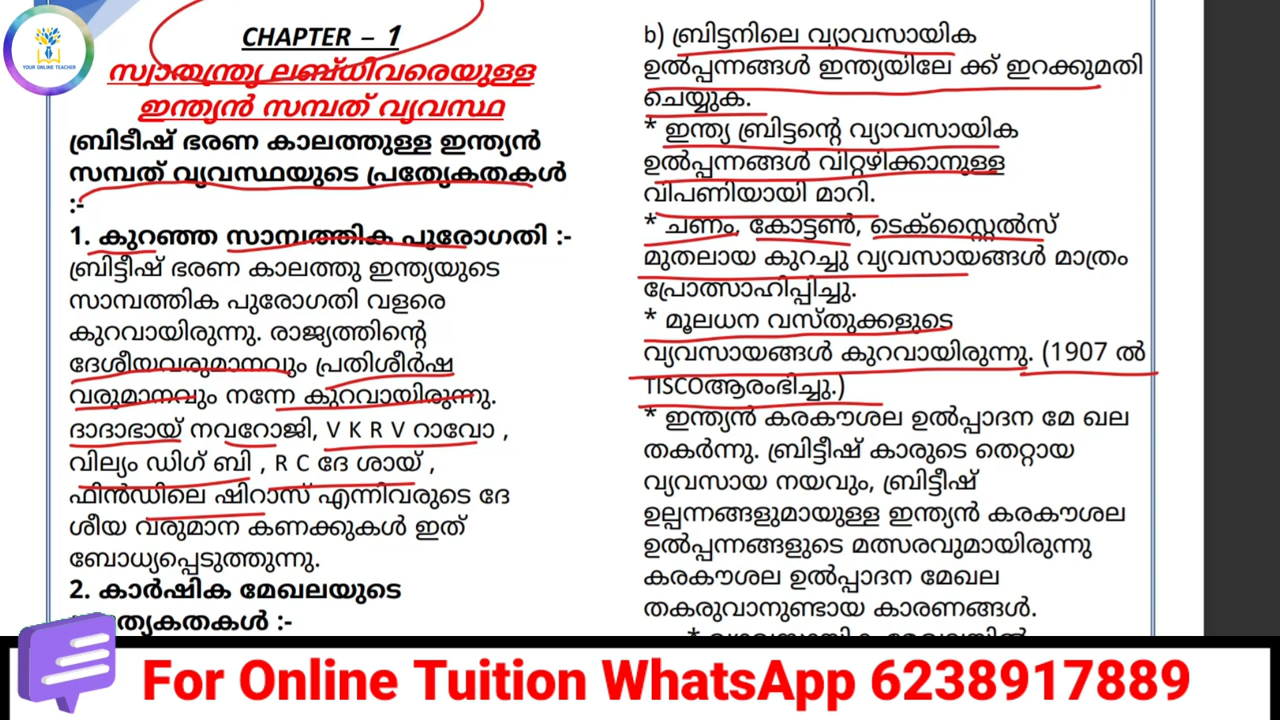 YOUR ONLINE TEACHER
CHAPTER – 1
സ്വാതന്ത്ര്യ ലബ്ധിവരെയുള്ള
ഇന്ത്യൻ സമ്പത് വ്യവസ്ഥ
ബ്രിടീഷ് ഭരണ കാലത്തുള്ള ഇന്ത്യൻ
സമ്പത് വ്യവസ്ഥയുടെ പ്രത്യേകതകൾ
:-
1. കുറഞ്ഞ സാമ്പത്തിക പൂരോഗതി :-
ബ്രിട്ടീഷ് ഭരണ കാലത്തു ഇന്ത്യയുടെ
സാമ്പത്തിക പുരോഗതി വളരെ
കുറവായിരുന്നു. രാജ്യത്തിന്റെ
ദേശീയവരുമാനവും പ്രതിശീർഷ
വരുമാനവും നന്നേ കുറവായിരുന്നു.
ദാദാഭായ് നവറോജി, V K R V റാവോ ,
വില്യം ഡിഗ് ബി , R C ദേ ശായ് ,
ഫിൻഡിലെ ഷിറാസ് എന്നിവരുടെ ദേ
ശീയ വരുമാന കണക്കുകൾ ഇത്
ബോധ്യപ്പെടുത്തുന്നു.
2. കാർഷിക മേഖലയുടെ
:-
b) ബ്രിട്ടനിലെ വ്യാവസായിക
ഉൽപ്പന്നങ്ങൾ ഇന്ത്യയിലേ ക്ക് ഇറക്കുമതി
ചെയ്യുക.
* ഇന്ത്യ ബ്രിട്ടന്റെ വ്യാവസായിക
ഉൽപ്പന്നങ്ങൾ വിറ്റഴിക്കാനുള്ള
വിപണിയായി മാറി.
* ചണം, കോട്ടൺ, ടെക്സ്റ്റൈൽസ്
മുതലായ കുറച്ചു വ്യവസായങ്ങൾ മാത്രം
പ്രോത്സാഹിപ്പിച്ചു.
* മൂലധന വസ്തുക്കളുടെ
വ്യവസായങ്ങൾ കുറവായിരുന്നു. (1907 ൽ
TISCOആരംഭിച്ചു.)
* ഇന്ത്യൻ കരകൗശല ഉൽപാദന മേ ഖല
തകർന്നു. ബ്രിട്ടീഷ് കാരുടെ തെറ്റായ
വ്യവസായ നയവും, ബ്രിട്ടീഷ്
ഉല്പന്നങ്ങളുമായുള്ള ഇന്ത്യൻ കരകൗശല
ഉൽപ്പന്നങ്ങളുടെ മത്സരവുമായിരുന്നു
കരകൗശല ഉൽപ്പാദന മേഖല
തകരുവാനുണ്ടായ കാരണങ്ങൾ.
For Online Tuition WhatsApp 6238917889